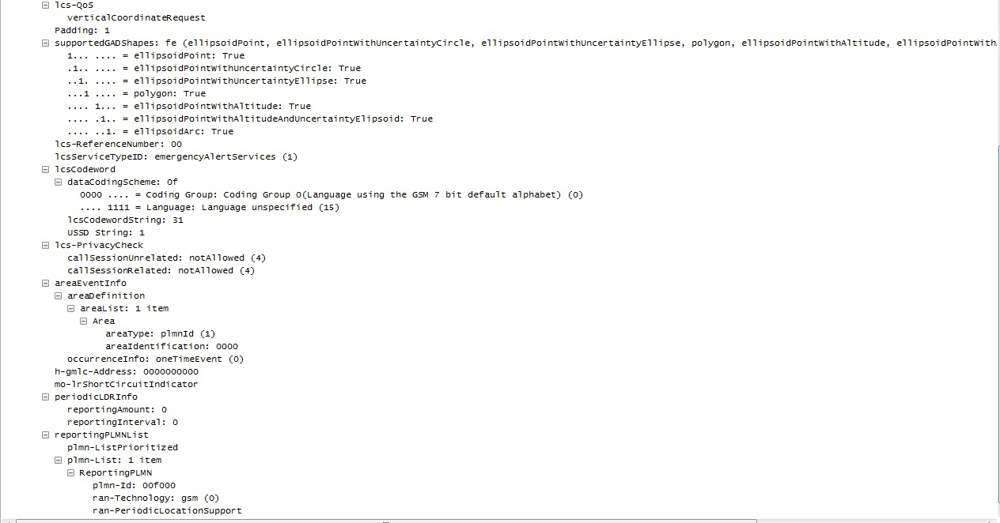 lcs-QoS
verticalCoordinateRequest
Padding: 1
supportedGADShapes: fe (ellipsoidPoint, ellipsoidPointWithUncertaintyCircle, ellipsoidPointWithUncertaintyEllipse, polygon, ellipsoidPointWithAltitude, ellipsoidPointWith
1... .... = ellipsoidPoint: True
.1.. .... = ellipsoidPointWithUncertaintyCircle: True
..1. .... = ellipsoidPointWithUncertaintyEllipse: True
...1 .... = polygon: True
.... 1... = ellipsoidPointWithAltitude: True
.... .1.. = ellipsoidPointWithAltitudeAndUncertaintyElipsoid: True
.... ..1. = ellipsoidArc: True
lcs-ReferenceNumber: 00
lcsServiceTypeID: emergencyAlertServices (1)
lcsCodeword
dataCodingScheme: 0f
0000 .... = Coding Group: Coding Group 0(Language using the GSM 7 bit default alphabet) (0)
.... 1111 = Language: Language unspecified (15)
lcsCodewordString: 31
USSD String: 1
lcs-PrivacyCheck
callSessionUnrelated: notAllowed (4)
callSessionRelated: notAllowed (4)
areaEventInfo
areaDefinition
areaList: 1 item
Area
areaType: plmnId (1)
areaIdentification: 0000
occurrenceInfo: oneTimeEvent (0)
h-gmlc-Address: 0000000000
mo-lrShortCircuitIndicator
periodicLDRInfo
reportingAmount: 0
reportingInterval: 0
reportingPLMNList
plmn-ListPrioritized
plmn-List: 1 item
ReportingPLMN
plmn-Id: 00f000
ran-Technology: gsm (0)
ran-PeriodicLocationSupport